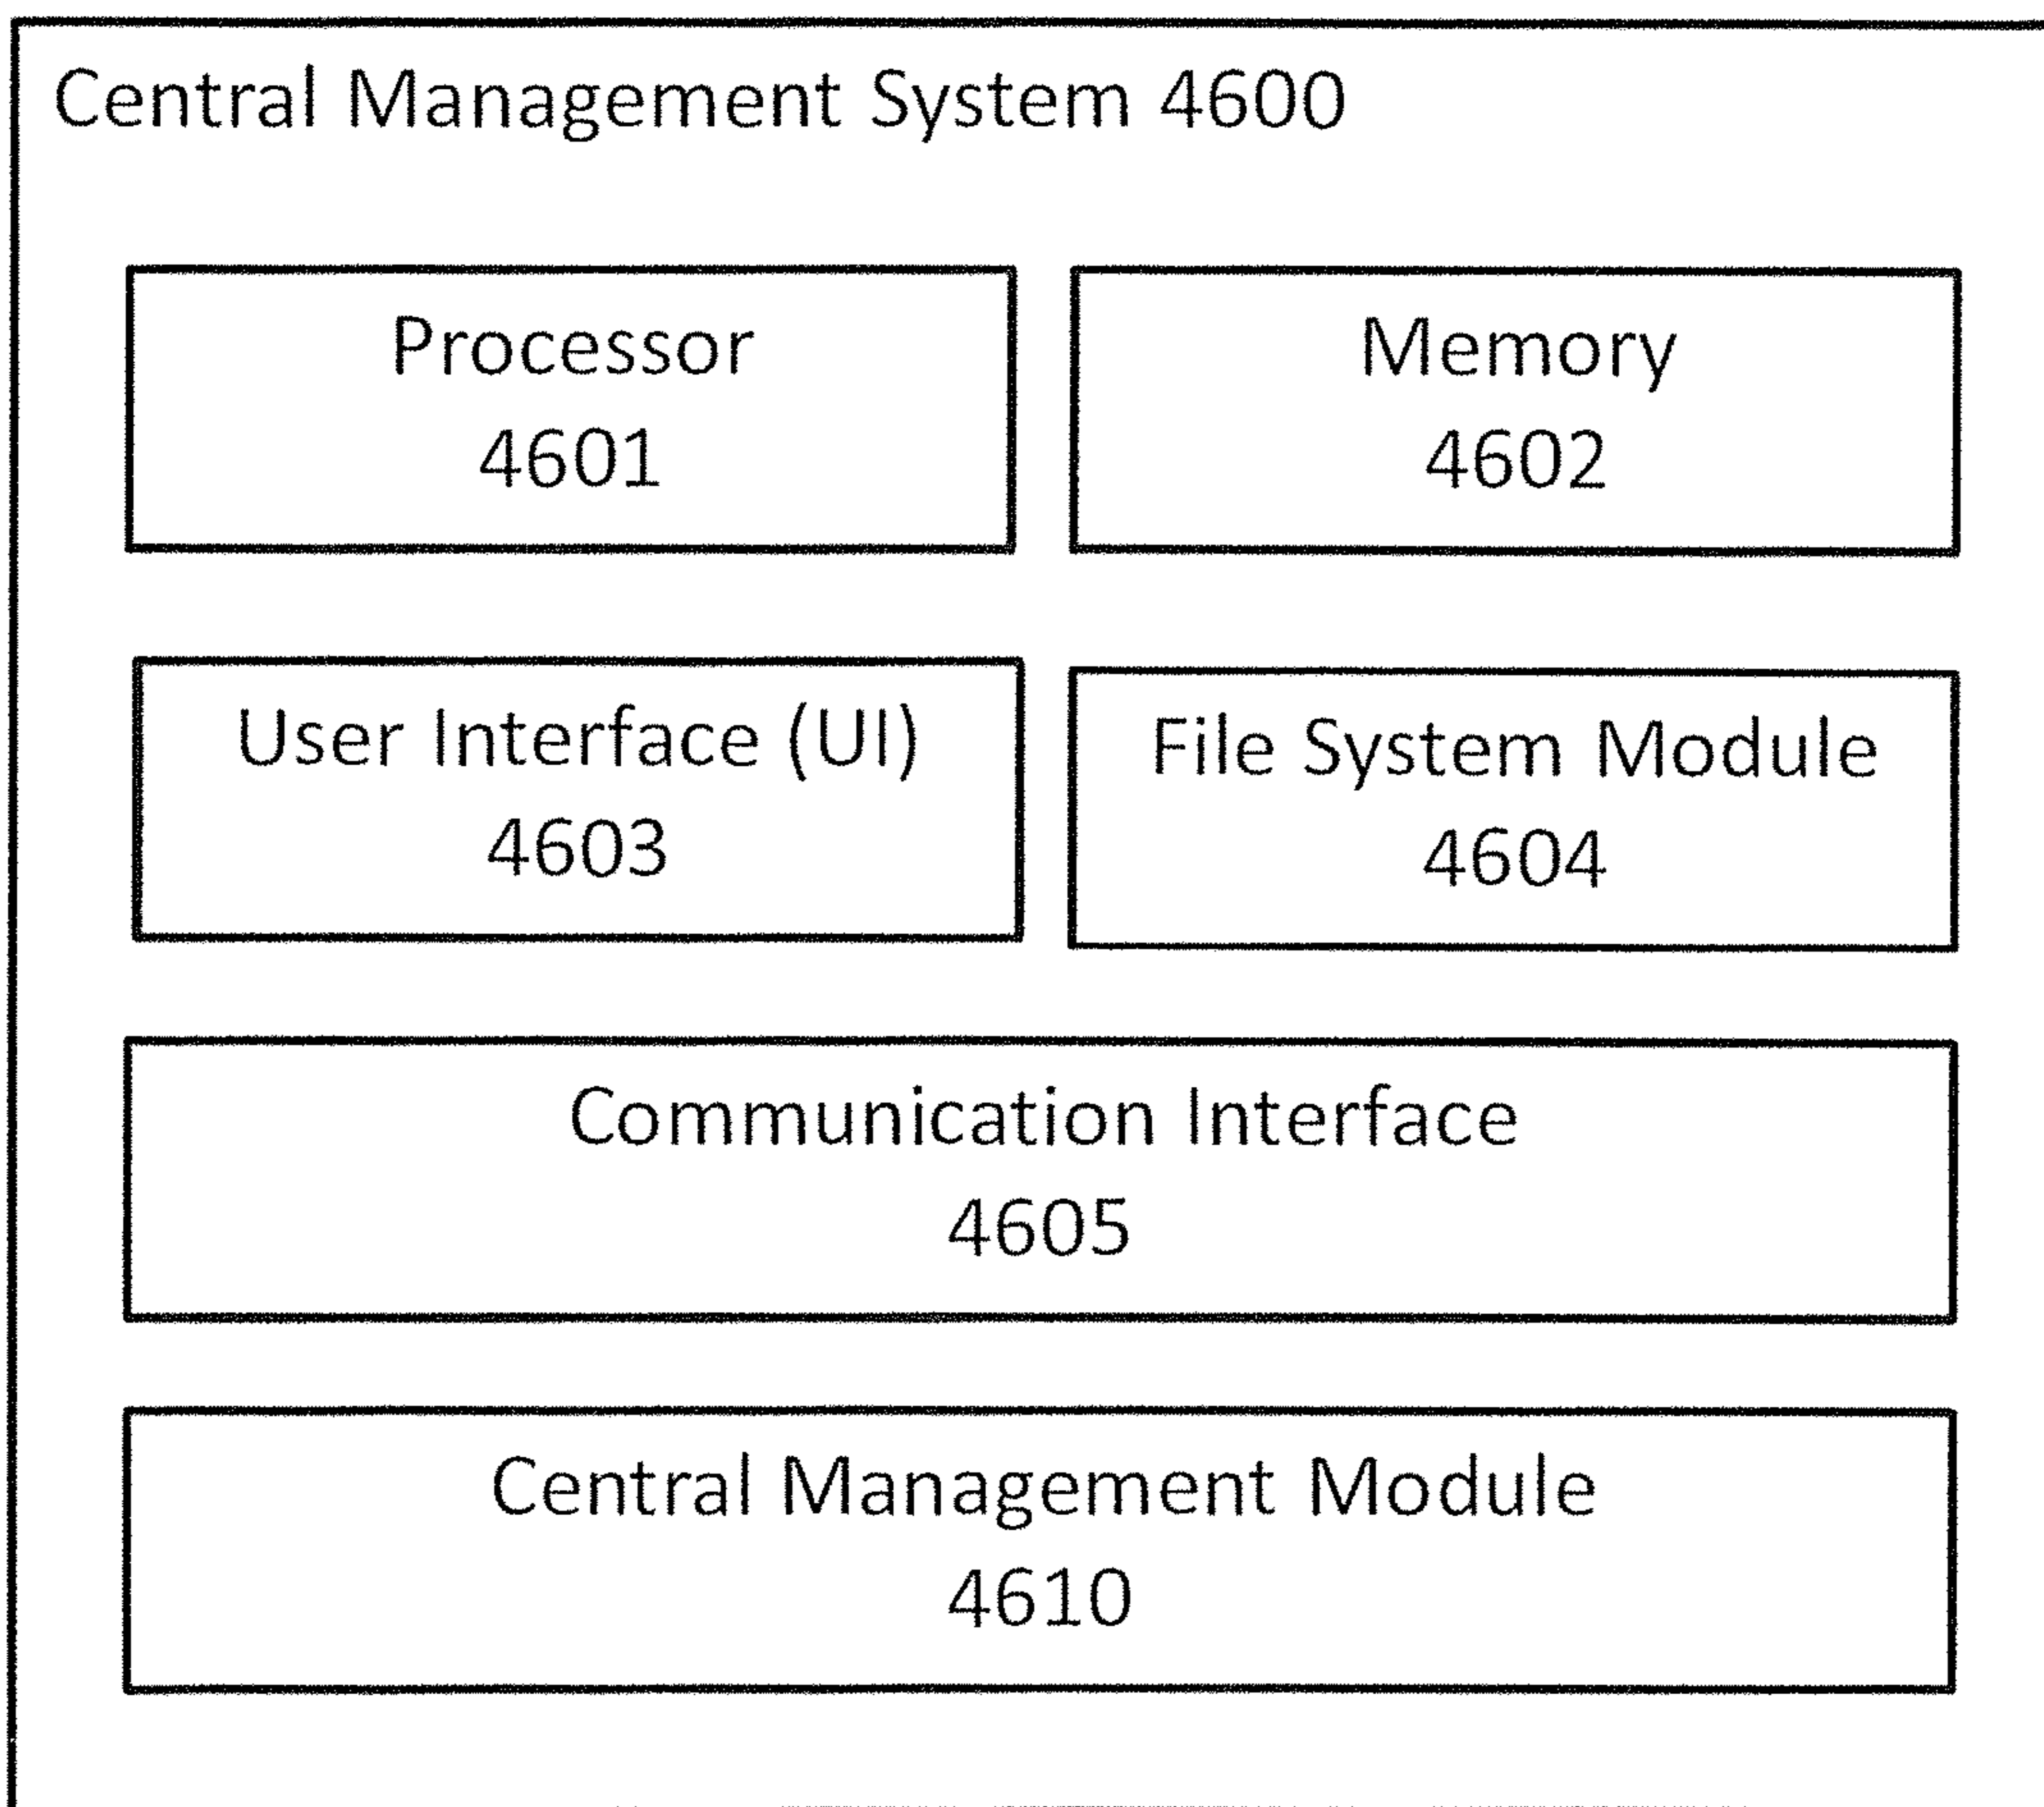 Central Management System 4600
Processor
4601
Memory
4602
User Interface (UI)
4603
File System Module
4604
Communication Interface
4605
Central Management Module
4610